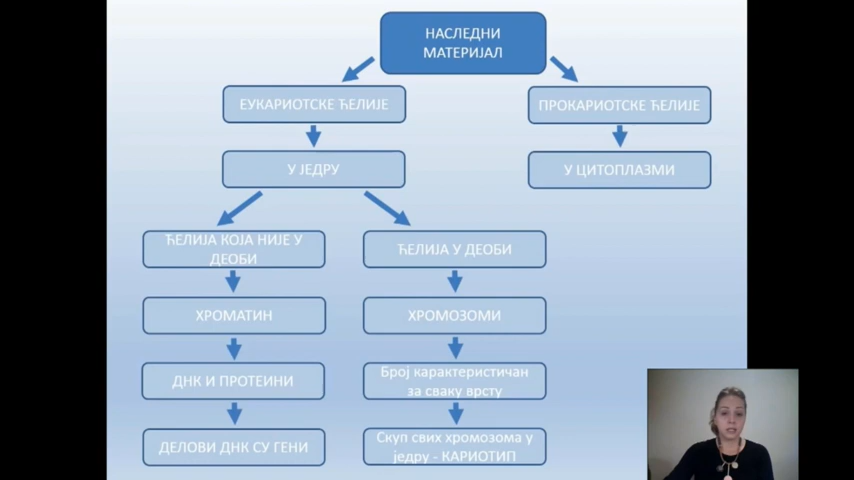 НАСЛЕДНИ
МАТЕРИЈАЛ
ЕУКАРИОТСКЕ ЋЕЛИЈЕ
ПРОКАРИОТСКЕ ЋЕЛИЈЕ
У ЈЕДРУ
У ЦИТОПЛАЗМИ
ЋЕЛИЈА КОЈА НИЈЕ У
ДЕОБИ
ЋЕЛИЈА У ДЕОБИ
ХРОМАТИН
ХРОМОЗОМИ
ДНК И ПРОТЕИНИ
Број карактеристичан
за сваку врсту
ДЕЛОВИ ДНК СУ ГЕНИ
Скуп свих хромозома у
једру - КАРИОТИП